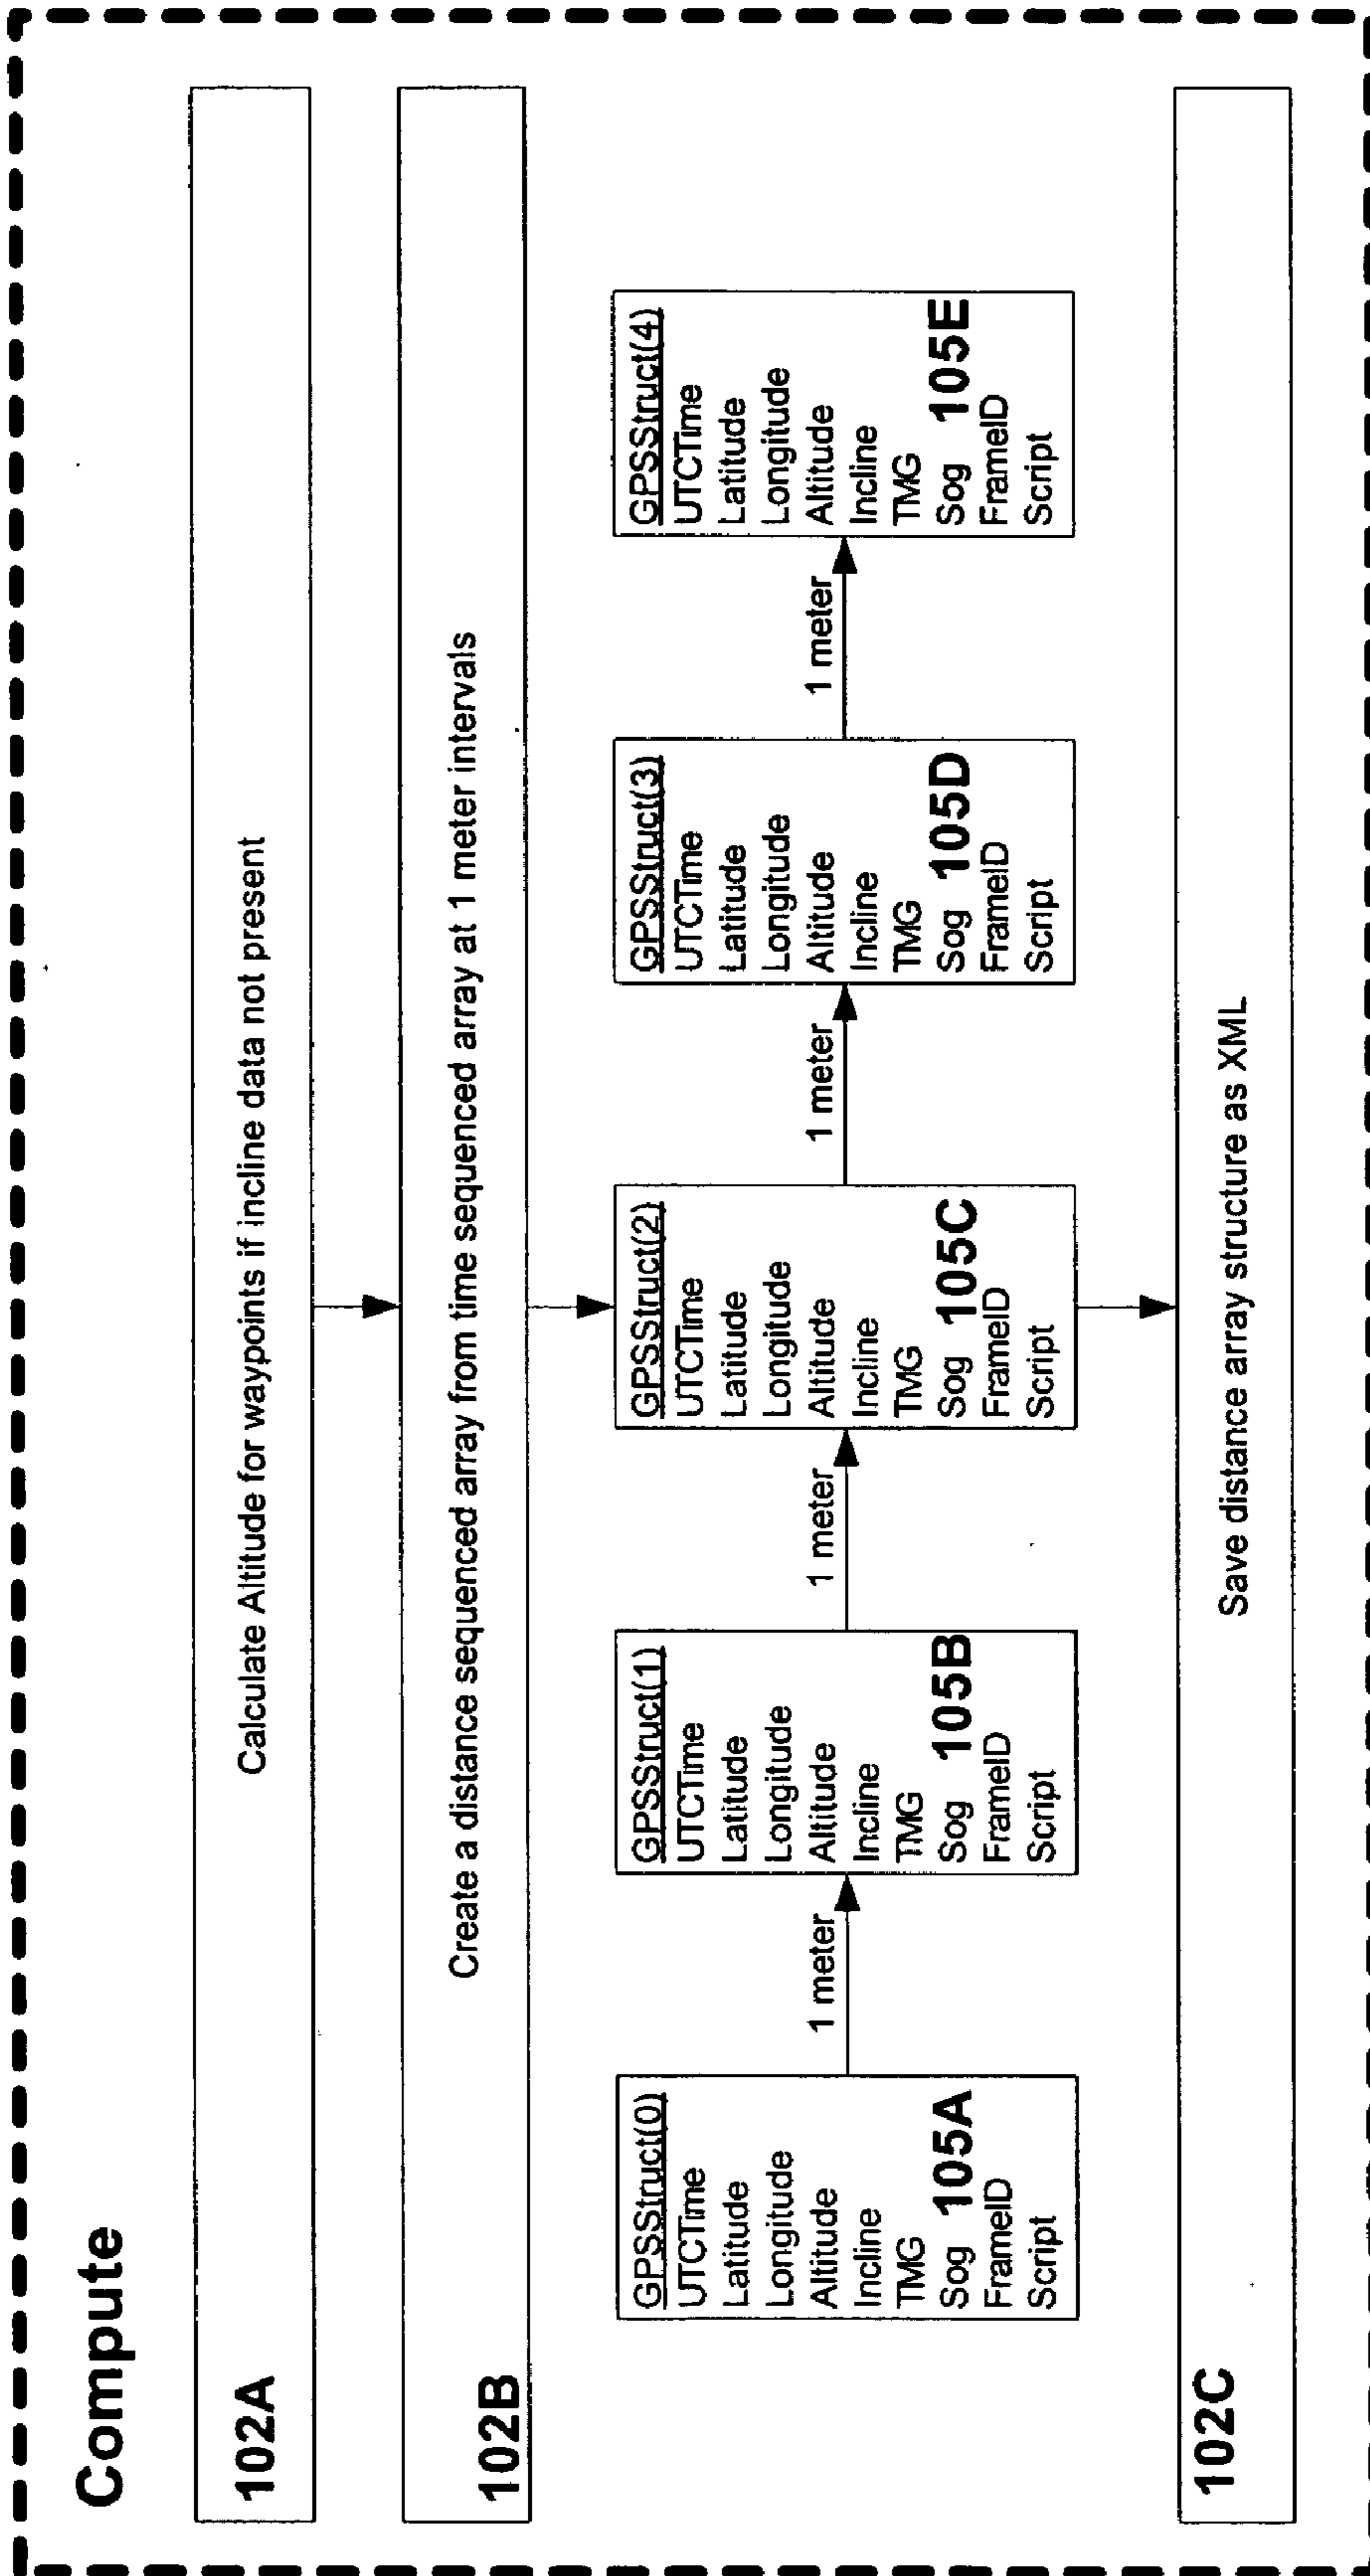 Compute
102A
Calculate Altitude for waypoints if incline data not present
102B
Create a distance sequenced array from time sequenced array at 1 meter intervals
GPSStruct(0)
UTCTime
Latitude
Longitude
Altitude
Incline
TMG
Sog 105A
FrameID
Script
1 meter
GPSStruct(1)
UTCTime
Latitude
Longitude
Altitude
Incline
TMG
Sog 105B
FrameID
Script
1 meter
GPSStruct(2)
UTCTime
Latitude
Longitude
Altitude
Incline
TMG
Sog 105C
FrameID
Script
1 meter
GPSStruct(3)
UTCTime
Latitude
Longitude
Altitude
Incline
TMG
Sog 105D
FrameID
Script
1 meter
GPSStruct(4)
UTCTime
Latitude
Longitude
Altitude
Incline
TMG
Sog 105E
FrameID
Script
102C
Save distance array structure as XML